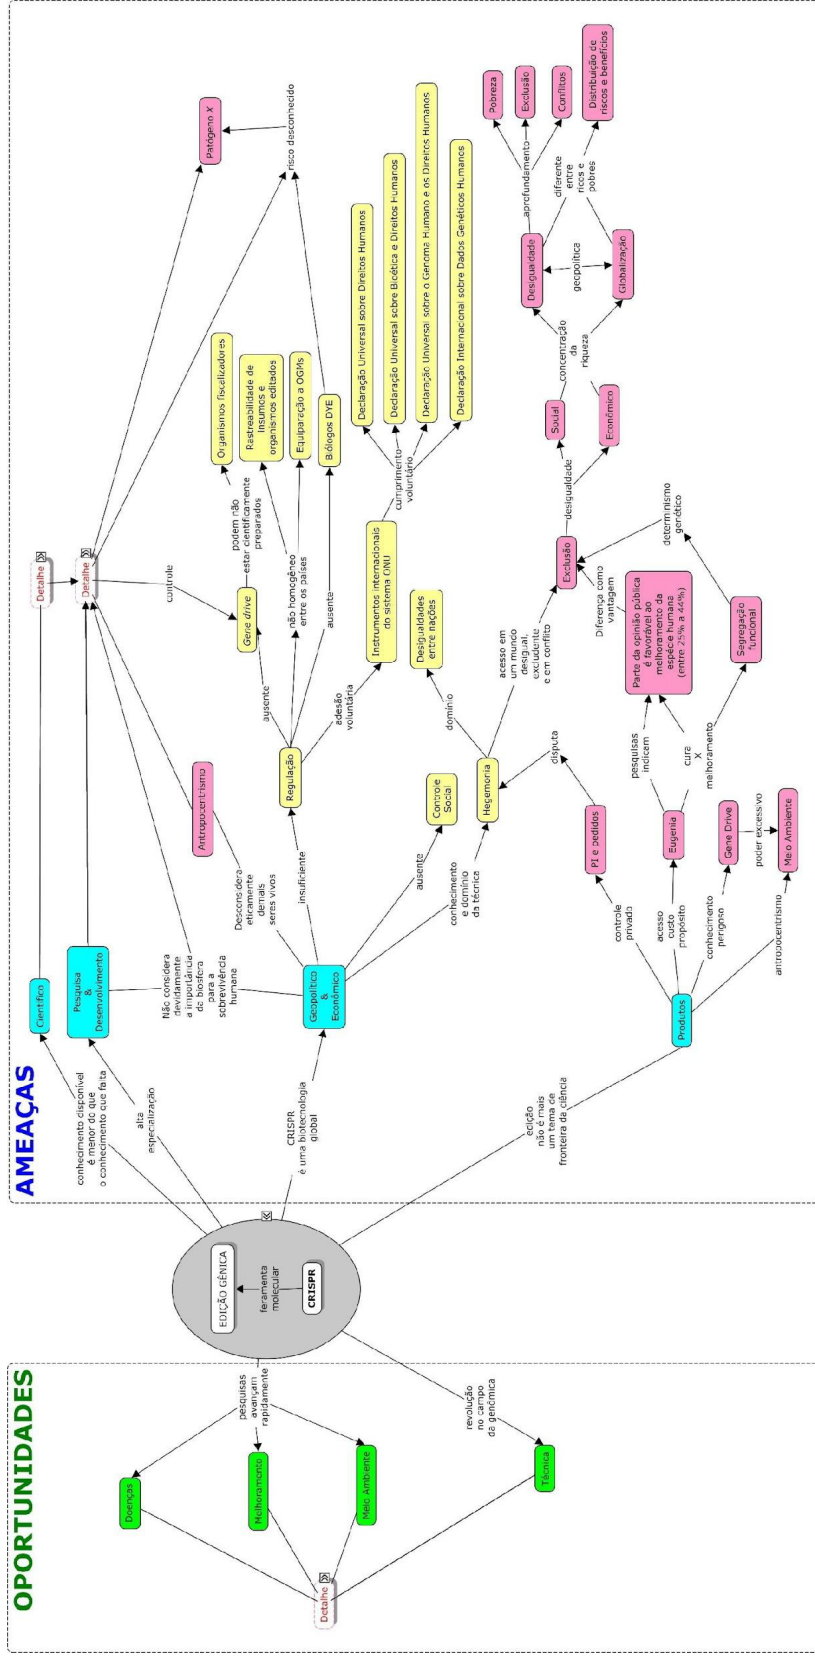 OPORTUNIDADES
Detalhe
Doenças
Melhoramento
Meio Ambiente
Técnica
pesquisas
avançam
rapidamente
revolução
no campo
da genômica
EDIÇÃO GÊNICA
feramenta
molecular
CRISPR
AMEAÇAS
conhecimento disponível
é menor do que
o conhecimento que falta
alta
especialização
CRISPR
é uma biotecnologia
global
edição
não é mais
um tema de
fronteira da ciência
Científico
Pesquisa
&
Desenvolvimento
Geopolítico
&
Econômico
Produtos
Não considera
devidamente
a importância
da biosfera
para a
sobrevivência
humana
Desconsidera
eticamente
demais
seres vivos
insuficiente
ausente
conhecimento
e domínio
da técnica
controle
privado
acesso
custo
propósito
conhecimento
perigoso
antropocentrismo
Antropocentrismo
Regulação
Controle
Social
Hegemonia
PI e pedidos
Eugenia
Gene Drive
poder excessivo
Meio Ambiente
disputa
domínio
ausente
adesão
voluntária
pesquisas
indicam
cura
X
melhoramento
Detalhe
Detalhe
controle
Gene drive
não homogêneo
entre os países
ausente
Instrumentos internacionais
do sistema ONU
Desigualdades
entre nações
acesso em
um mundo
desigual,
excludente
e em conflito
Parte da opinião pública
é favorável ao
melhoramento da
espécie humana
(entre 25% a 44%)
Segregação
funcional
Diferença como
vantagem
determinismo
genético
Exclusão
podem não
estar cientificamente
preparados
Organismos fiscalizadores
Rastreabilidade de
Insumos e
organismos editados
Equiparação a OGMs
Biólogos DYE
cumprimento
voluntário
Declaração Universal sobre Direitos Humanos
Declaração Universal sobre Bioética e Direitos Humanos
Declaração Universal sobre o Genoma Humano e os Direitos Humanos
Declaração Internacional sobre Dados Genéticos Humanos
desigualdade
Social
Econômico
concentração
da
riqueza
Desigualdade
geopolítica
Globalização
aprofundamento
diferente
entre
ricos e
pobres
Pobreza
Exclusão
Conflitos
Distribuição de
riscos e benefícios
risco desconhecido
Patógeno X